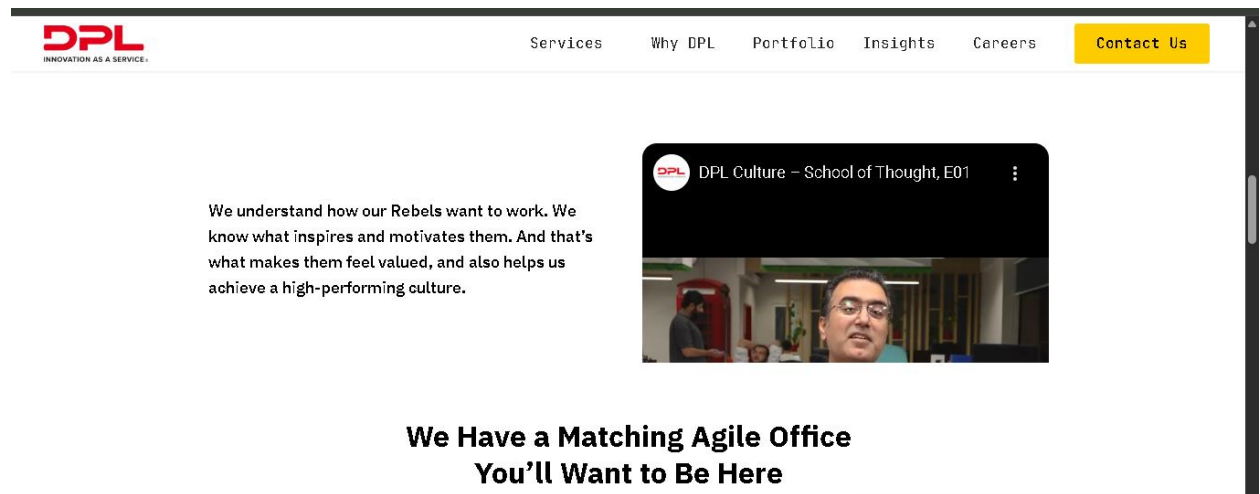 DPL
INNOVATION AS A SERVICE®
Services
Why DPL
Portfolio
Insights
Careers
Contact Us
We understand how our Rebels want to work. We
know what inspires and motivates them. And that’s
what makes them feel valued, and also helps us
achieve a high-performing culture.
DPL
DPL Culture – School of Thought, E01
We Have a Matching Agile Office
You’ll Want to Be Here